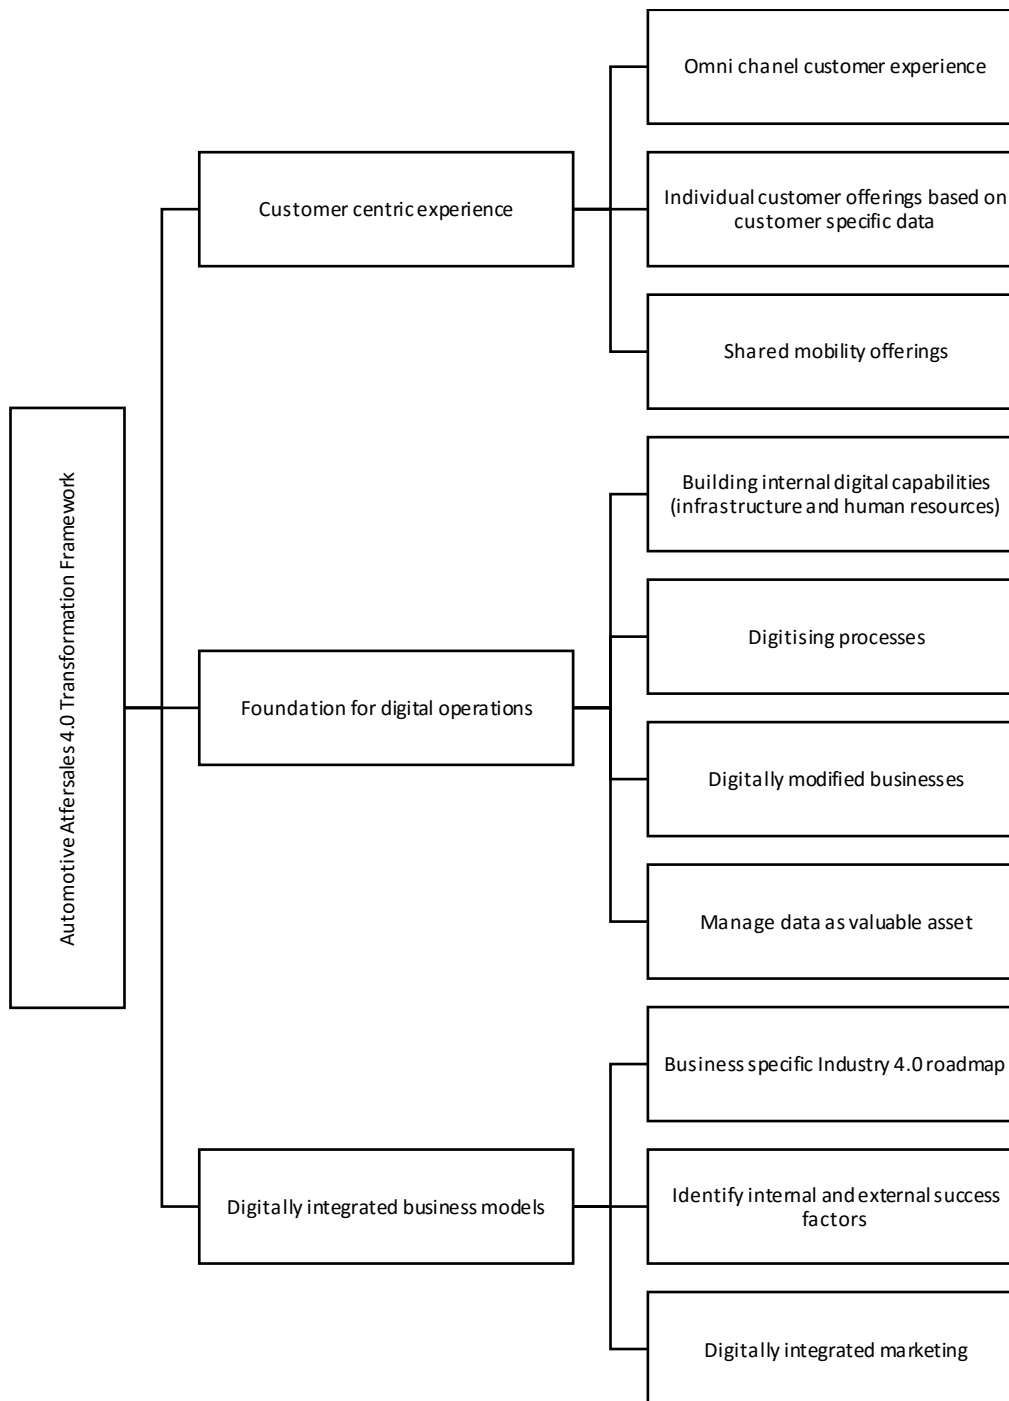 Omni chanel customer experience
Customer centric experience
Individual customer offerings based on
customer specific data
Shared mobility offerings
Automotive Atfersales 4.0 Transformation Framework
Building internal digital capabilities
(infrastructure and human resources)
Digitising processes
Foundation for digital operations
Digitally modified businesses
Manage data as valuable asset
Business specific Industry 4.0 roadmap
Digitally integrated business models
Identify internal and external success
factors
Digitally integrated marketing